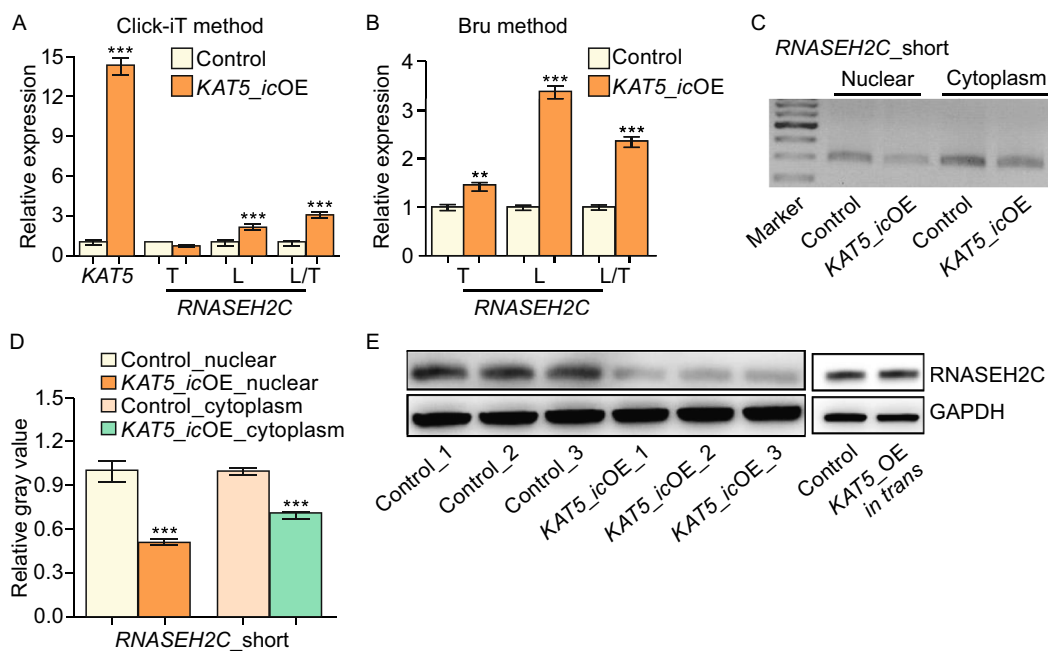 A
Click-iT method
Control
KAT5_icOE
Relative expression
15
12
9
6
3
0
***
***
***
KAT5
T
L
L/T
RNASEH2C
B
Bru method
Control
KAT5_icOE
Relative expression
6
4
3
2
1
0
**
***
***
T
L
L/T
RNASEH2C
C
RNASEH2C_short
Nuclear
Cytoplasm
Marker
Control
KAT5_icOE
Control
KAT5_icOE
D
Control_nuclear
KAT5_icOE_nuclear
Control_cytoplasm
KAT5_icOE_cytoplasm
Relative gray value
1.5
1.2
0.9
0.6
0.3
0.0
***
***
RNASEH2C_short
E
RNASEH2C
GAPDH
Control_1
Control_2
Control_3
KAT5_icOE_1
KAT5_icOE_2
KAT5_icOE_3
Control
KAT5_OE
in trans